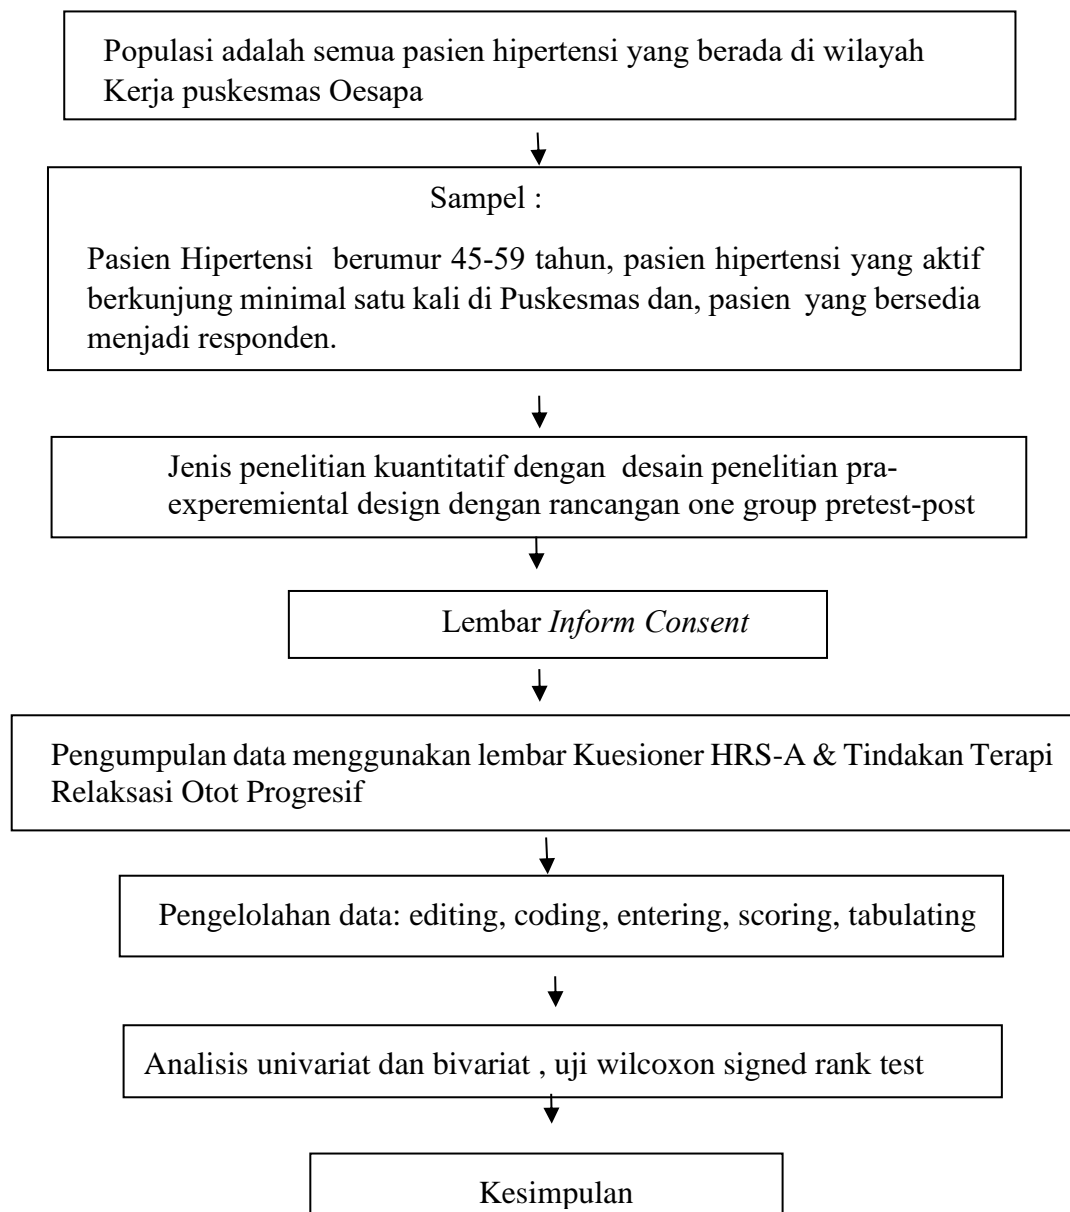 Populasi adalah semua pasien hipertensi yang berada di wilayah
Kerja puskesmas Oesapa
Sampel :
Pasien Hipertensi berumur 45-59 tahun, pasien hipertensi yang aktif
berkunjung minimal satu kali di Puskesmas dan, pasien yang bersedia
menjadi responden.
Jenis penelitian kuantitatif dengan desain penelitian pra-
experemiental design dengan rancangan one group pretest-post
Lembar Inform Consent
Pengumpulan data menggunakan lembar Kuesioner HRS-A & Tindakan Terapi
Relaksasi Otot Progresif
Pengelolahan data: editing, coding, entering, scoring, tabulating
Analisis univariat dan bivariat , uji wilcoxon signed rank test
Kesimpulan